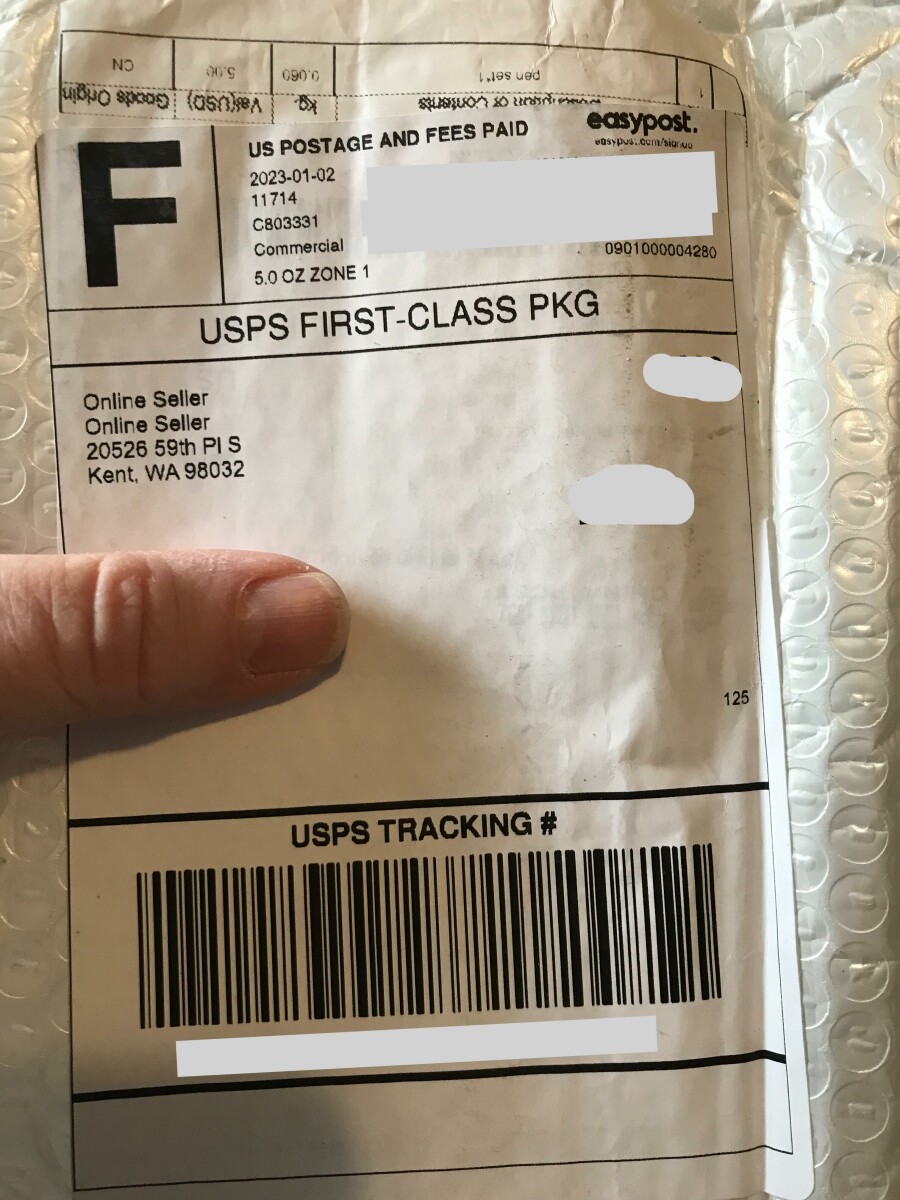 CN 5.00 0.060 pen set*1 1
Goods Origin Val(USD) kg. Description of Contents
US POSTAGE AND FEES PAID
easypost.
easypost.com/signup
2023-01-02
11714
C803331
Commercial
5.0 OZ ZONE 1
0901000004280
F
USPS FIRST-CLASS PKG
Online Seller
Online Seller
20526 59th Pl S
Kent, WA 98032
125
USPS TRACKING #